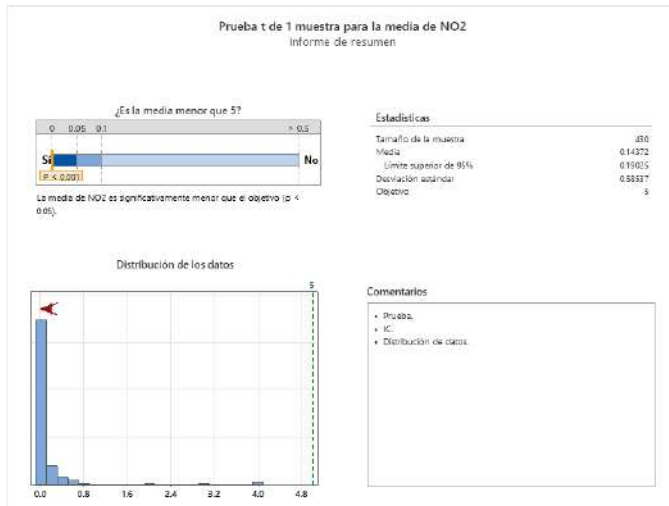 Prueba t de 1 muestra para la media de NO2
Informe de resumen
¿Es la media menor que 5?
0 0.05 0.1 > 0.5
Sí No
P < 0.001
La media de NO2 es significativamente menor que el objetivo (p <
0.05).
Estadísticas
Tamaño de la muestra 430
Media 0.14372
Límite superior de 95% 0.19025
Desviación estándar 0.58537
Objetivo 5
Distribución de los datos
5
0.0 0.8 1.6 2.4 3.2 4.0 4.8
Comentarios
• Prueba.
• IC.
• Distribución de datos.